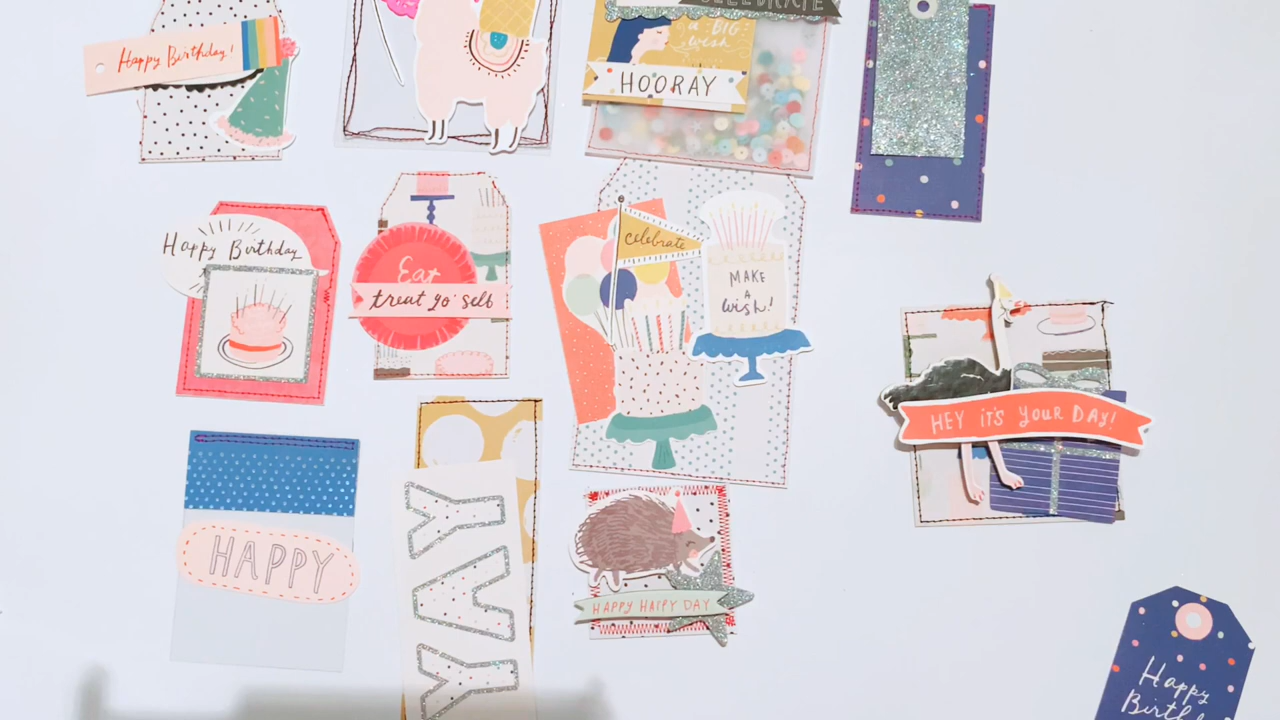 CELEBRATE
Happy Birthday!
a BIG
wish
HOORAY
Happy Birthday
Eat
treat yo' self
celebrate
MAKE
A
wish!
HEY IT'S YOUR DAY!
HAPPY
YAY
HAPPY HAPPY DAY
Happy